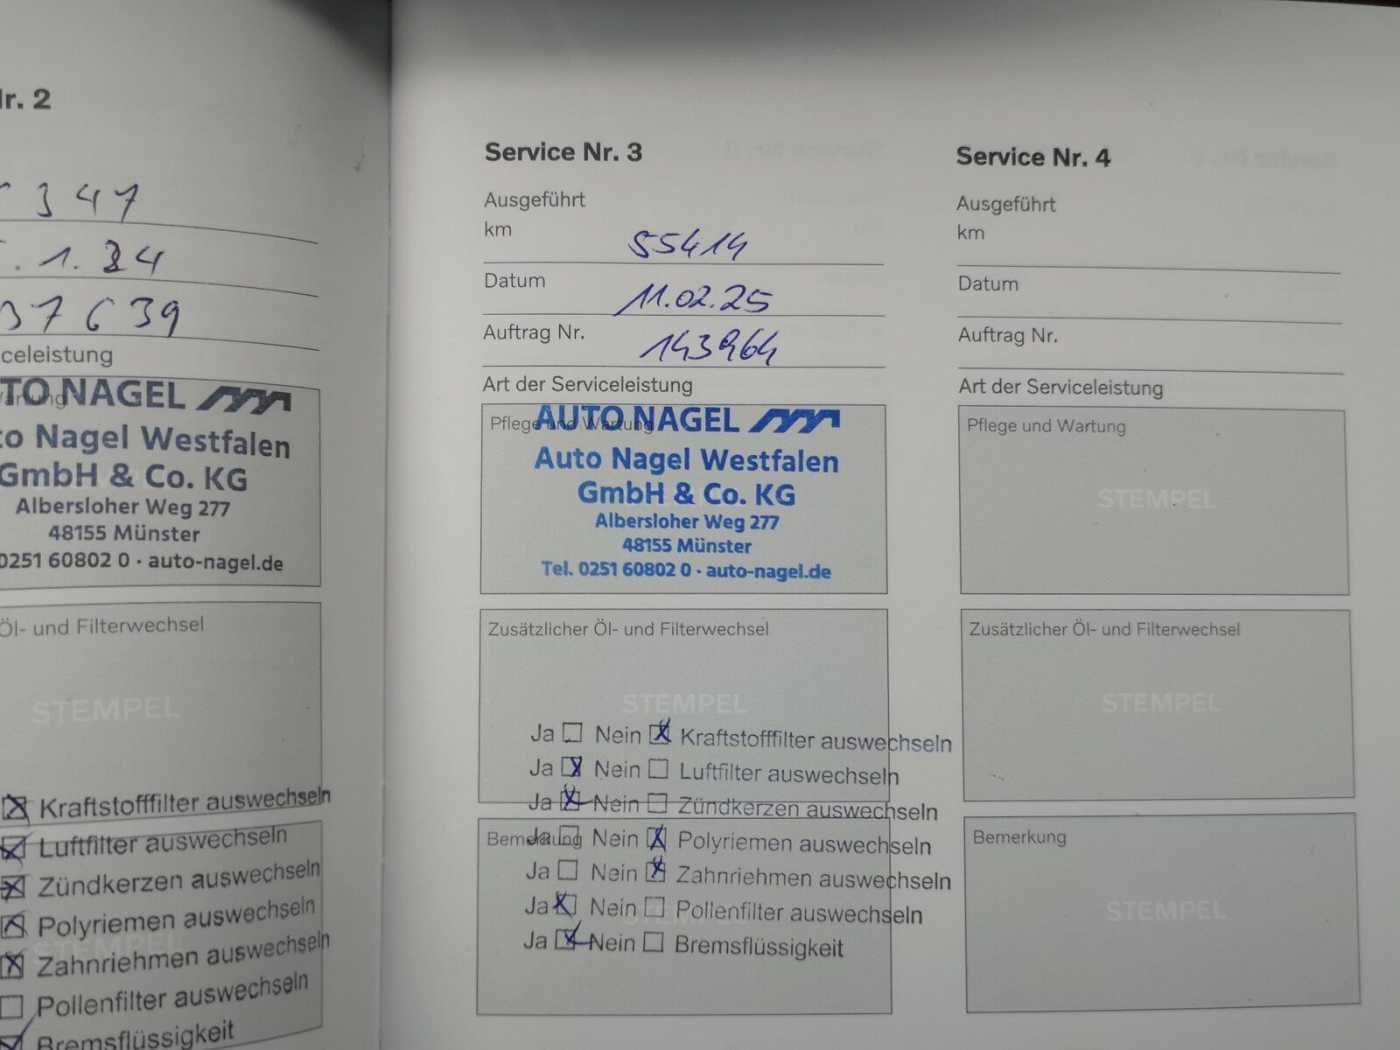 Nr. 2
347
.1.24
37639
AUTO NAGEL
Auto Nagel Westfalen
GmbH & Co. KG
Albersloher Weg 277
48155 Münster
0251 60802 0 · auto-nagel.de
Öl- und Filterwechsel
STEMPEL
Kraftstofffilter auswechseln
Luftfilter auswechseln
Zündkerzen auswechseln
Polyriemen auswechseln
Zahnriehmen auswechseln
Pollenfilter auswechseln
Bremsflüssigkeit
Service Nr. 3
Ausgeführt
km 55414
Datum 11.02.25
Auftrag Nr. 143964
Art der Serviceleistung
Pflege und Wartung
AUTO NAGEL
Auto Nagel Westfalen
GmbH & Co. KG
Albersloher Weg 277
48155 Münster
Tel. 0251 60802 0 · auto-nagel.de
Zusätzlicher Öl- und Filterwechsel
STEMPEL
Ja Nein Kraftstofffilter auswechseln
Ja Nein Luftfilter auswechseln
Ja Nein Zündkerzen auswechseln
Bemerkung
Ja Nein Polyriemen auswechseln
Ja Nein Zahnriehmen auswechseln
Ja Nein Pollenfilter auswechseln
Ja Nein Bremsflüssigkeit
Service Nr. 4
Ausgeführt
km
Datum
Auftrag Nr.
Art der Serviceleistung
Pflege und Wartung
STEMPEL
Zusätzlicher Öl- und Filterwechsel
STEMPEL
Bemerkung
STEMPEL